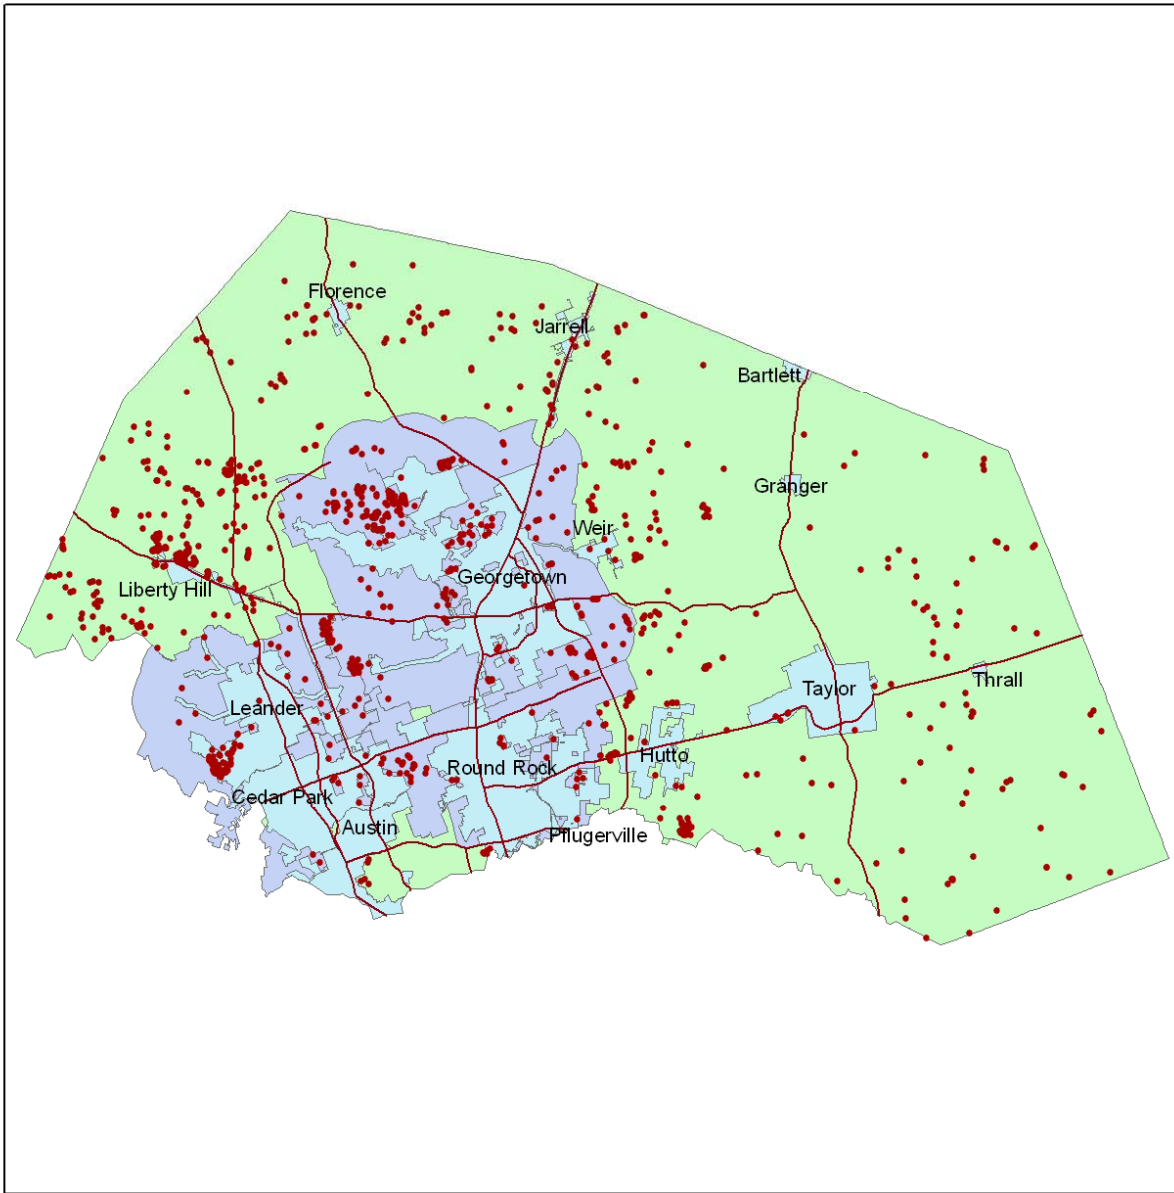 Florence
Jarrell
Bartlett
Granger
Weir
Georgetown
Liberty Hill
Thrall
Taylor
Leander
Hutto
Round Rock
Cedar Park
Austin
Pflugerville